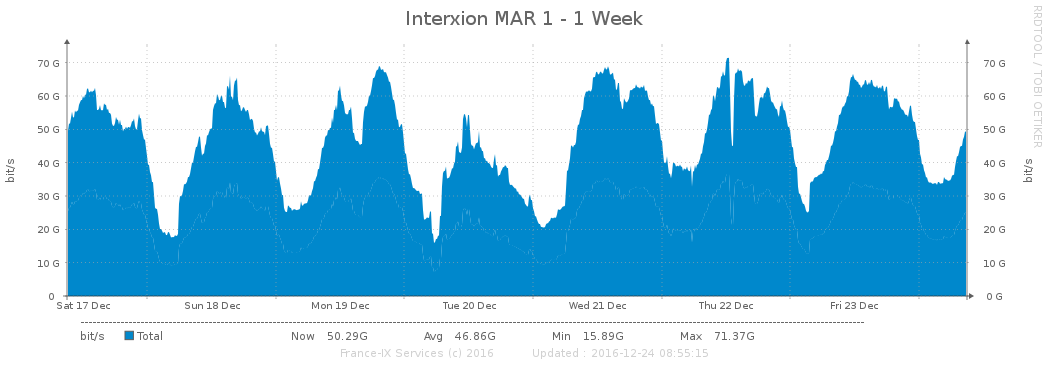 Interxion MAR 1 - 1 Week
RRDTOOL / TOBI OETIKER
bit/s
70 G 70 G
60 G 60 G
50 G 50 G
40 G 40 G
30 G 30 G
20 G 20 G
10 G 10 G
0 0 G
bit/s
Sat 17 Dec Sun 18 Dec Mon 19 Dec Tue 20 Dec Wed 21 Dec Thu 22 Dec Fri 23 Dec
bit/s Total Now 50.29G Avg 46.86G Min 15.89G Max 71.37G
France-IX Services (c) 2016 Updated : 2016-12-24 08:55:15